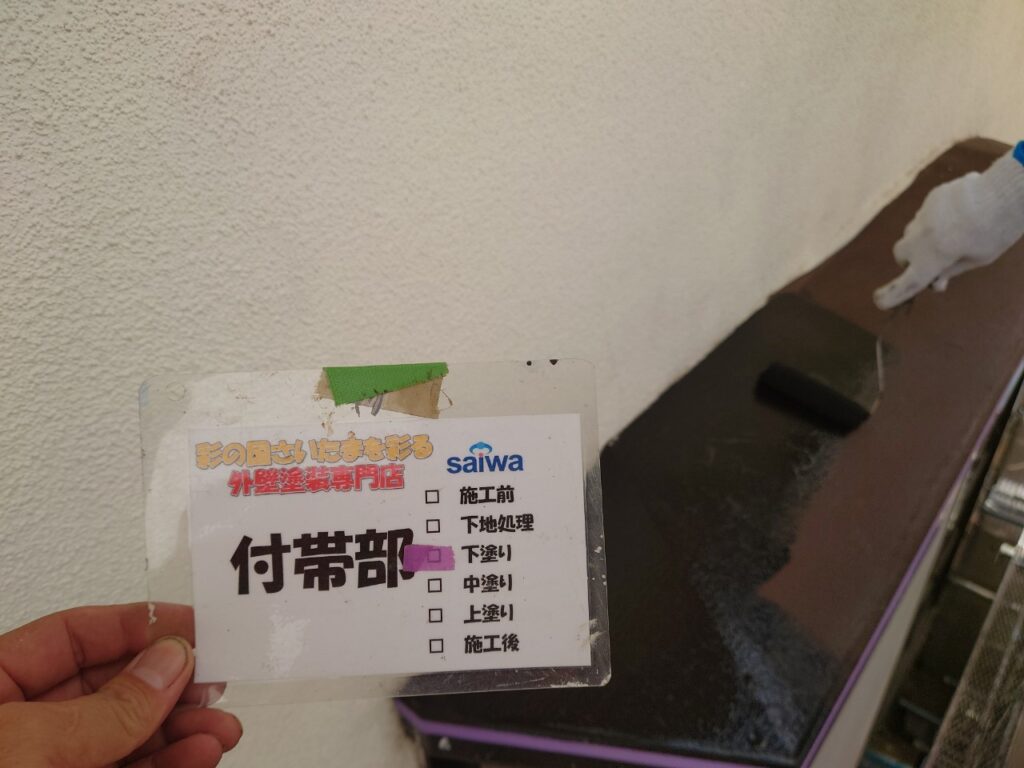 彩の国さいたまを彩る
外壁塗装専門店
saiwa
付帯部
施工前
下地処理
下塗り
中塗り
上塗り
施工後